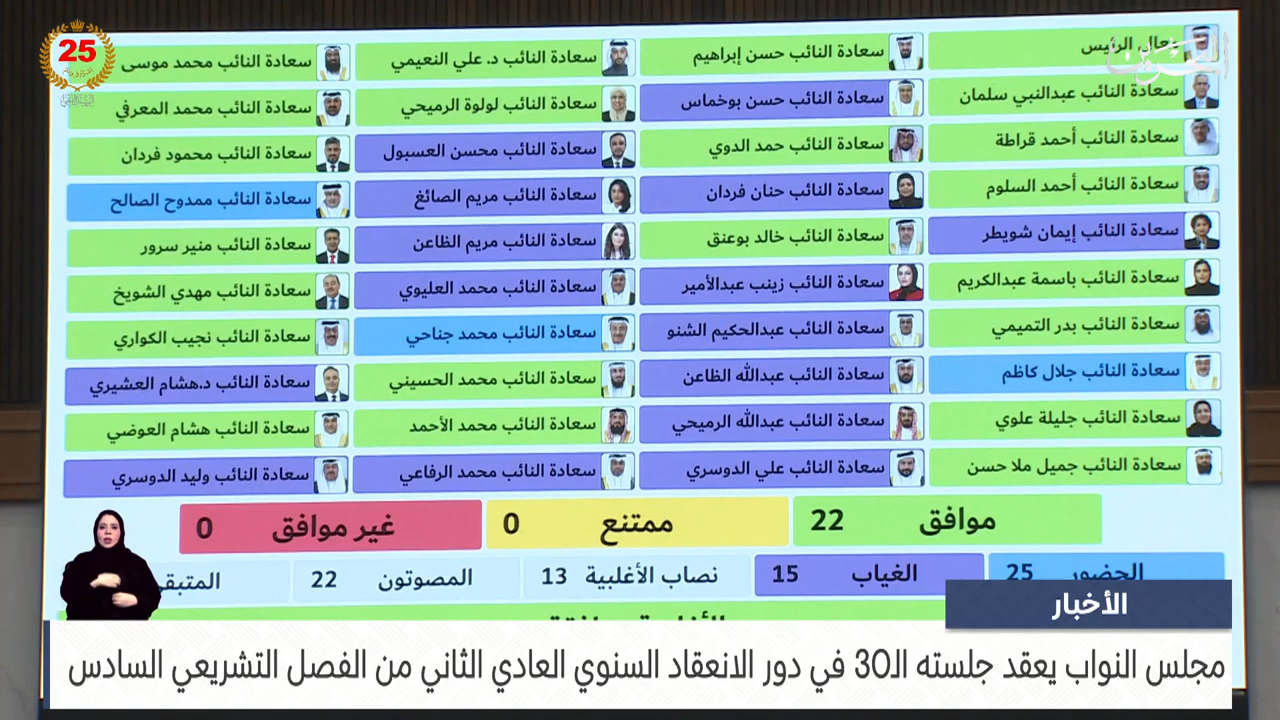 25
معالي الرئيس
سعادة النائب حسن إبراهيم
سعادة النائب د. علي النعيمي
سعادة النائب محمد موسى
سعادة النائب عبدالنبي سلمان
سعادة النائب حسن بوخماس
سعادة النائب لولوة الرميحي
سعادة النائب محمد المعرفي
سعادة النائب أحمد قراطة
سعادة النائب حمد الدوي
سعادة النائب محسن العسبول
سعادة النائب محمود فردان
سعادة النائب أحمد السلوم
سعادة النائب حنان فردان
سعادة النائب مريم الصائغ
سعادة النائب ممدوح الصالح
سعادة النائب إيمان شويطر
سعادة النائب خالد بوعنق
سعادة النائب مريم الظاعن
سعادة النائب منير سرور
سعادة النائب باسمة عبدالكريم
سعادة النائب زينب عبدالأمير
سعادة النائب محمد العليوي
سعادة النائب مهدي الشويخ
سعادة النائب بدر التميمي
سعادة النائب عبدالحكيم الشنو
سعادة النائب محمد جناحي
سعادة النائب نجيب الكواري
سعادة النائب جلال كاظم
سعادة النائب عبدالله الظاعن
سعادة النائب محمد الحسيني
سعادة النائب د.هشام العشيري
سعادة النائب جليلة علوي
سعادة النائب عبدالله الرميحي
سعادة النائب محمد الأحمد
سعادة النائب هشام العوضي
سعادة النائب جميل ملا حسن
سعادة النائب علي الدوسري
سعادة النائب محمد الرفاعي
سعادة النائب وليد الدوسري
موافق 22
ممتنع 0
غير موافق 0
الحضور 25
الغياب 15
نصاب الأغلبية 13
المصوتون 22
الأخبار
مجلس النواب يعقد جلسته الـ30 في دور الانعقاد السنوي العادي الثاني من الفصل التشريعي السادس